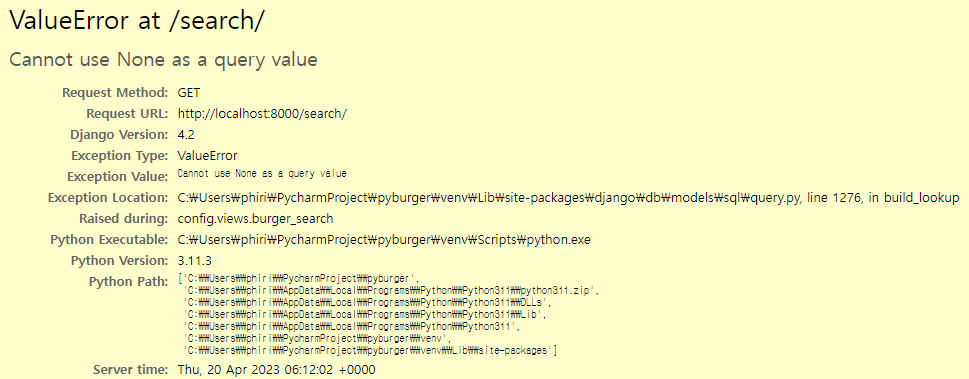 ValueError at /search/
Cannot use None as a query value
Request Method: GET
Request URL: http://localhost:8000/search/
Django Version: 4.2
Exception Type: ValueError
Exception Value: Cannot use None as a query value
Exception Location: C:₩Users₩phiri₩PycharmProject₩pyburger₩venv₩Lib₩site-packages₩django₩db₩models₩sql₩query.py, line 1276, in build_lookup
Raised during: config.views.burger_search
Python Executable: C:₩Users₩phiri₩PycharmProject₩pyburger₩venv₩Scripts₩python.exe
Python Version: 3.11.3
Python Path: ['C:₩₩Users₩₩phiri₩₩PycharmProject₩₩pyburger',
'C:₩₩Users₩₩phiri₩₩AppData₩₩Local₩₩Programs₩₩Python₩₩Python311₩₩python311.zip',
'C:₩₩Users₩₩phiri₩₩AppData₩₩Local₩₩Programs₩₩Python₩₩Python311₩₩DLLs',
'C:₩₩Users₩₩phiri₩₩AppData₩₩Local₩₩Programs₩₩Python₩₩Python311₩₩Lib',
'C:₩₩Users₩₩phiri₩₩AppData₩₩Local₩₩Programs₩₩Python₩₩Python311',
'C:₩₩Users₩₩phiri₩₩PycharmProject₩₩pyburger₩₩venv',
'C:₩₩Users₩₩phiri₩₩PycharmProject₩₩pyburger₩₩venv₩₩Lib₩₩site-packages']
Server time: Thu, 20 Apr 2023 06:12:02 +0000